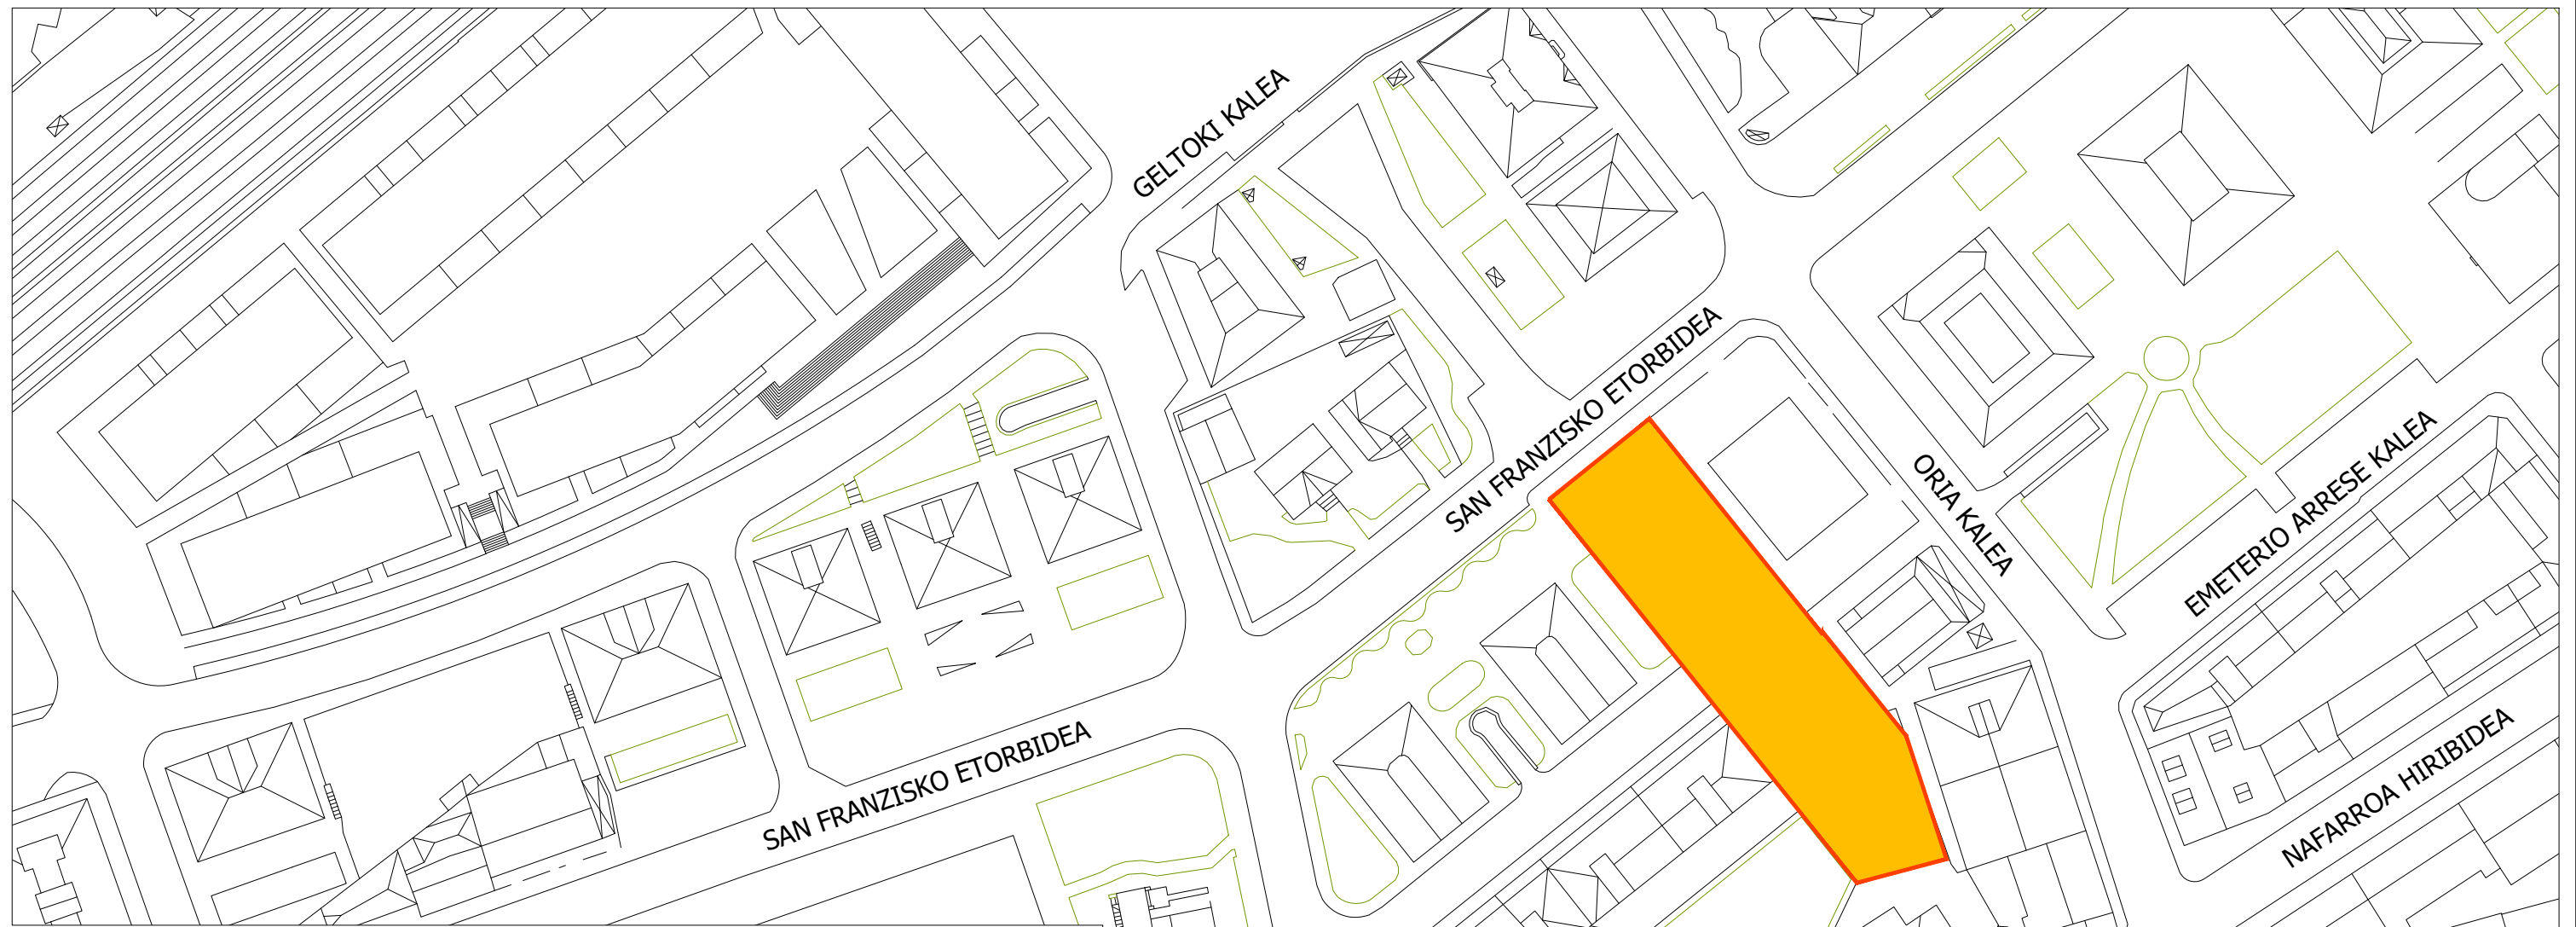 GELTOKI KALEA
SAN FRANZISKO ETORBIDEA
ORIA KALEA
EMETERIO ARRESE KALEA
SAN FRANZISKO ETORBIDEA
NAFARROA HIRIBIDEA